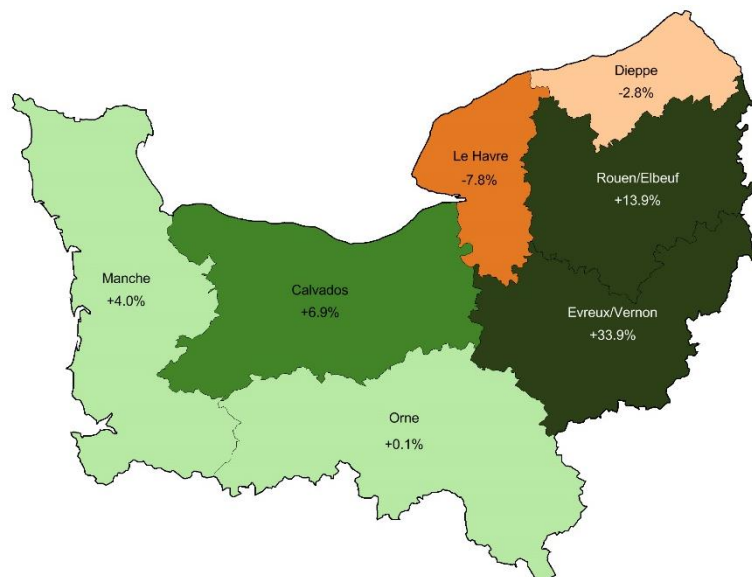 Dieppe
-2.8%
Le Havre
-7.8%
Rouen/Elbeuf
+13.9%
Manche
+4.0%
Calvados
+6.9%
Evreux/Vernon
+33.9%
Orne
+0.1%